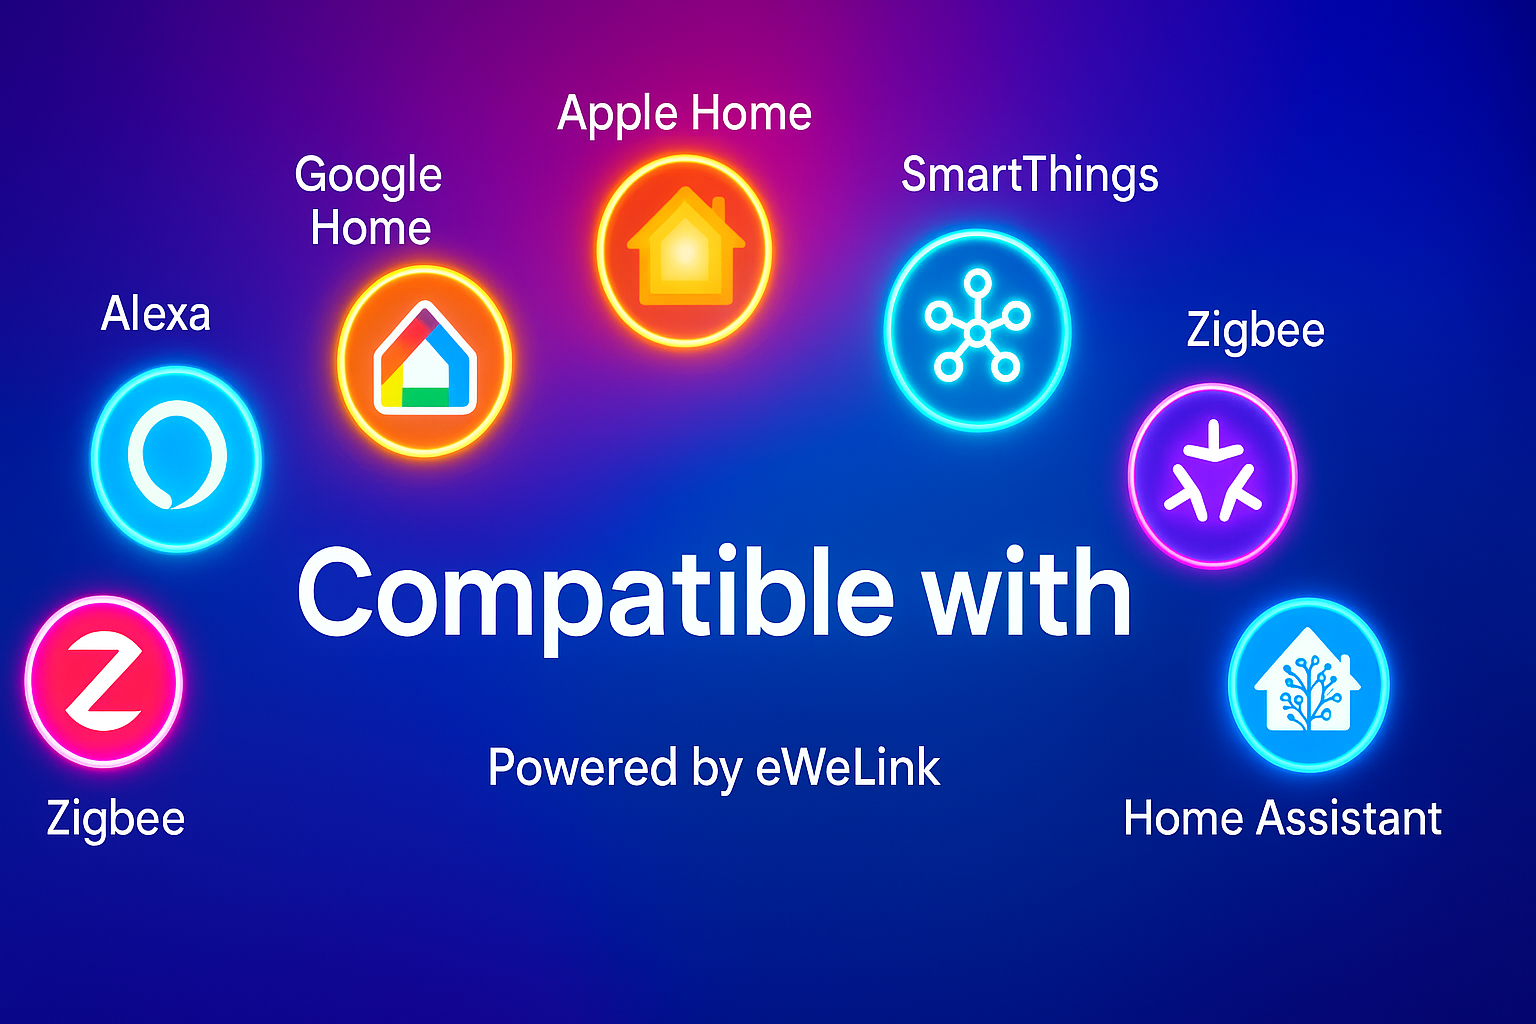 Apple Home
Google
Home
SmartThings
Alexa
Zigbee
Compatible with
Powered by eWeLink
Zigbee
Home Assistant